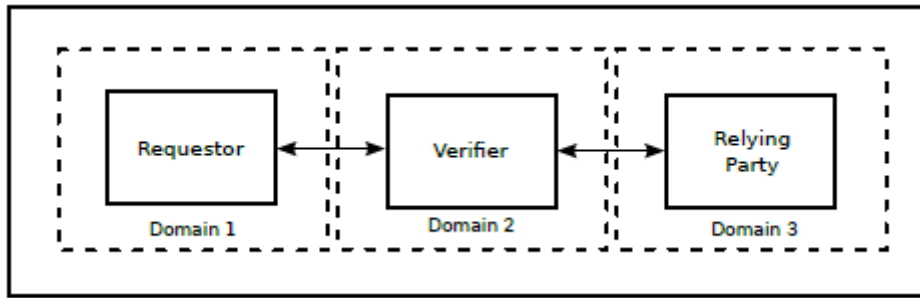 Requestor
Verifier
Relying
Party
Domain 1
Domain 2
Domain 3